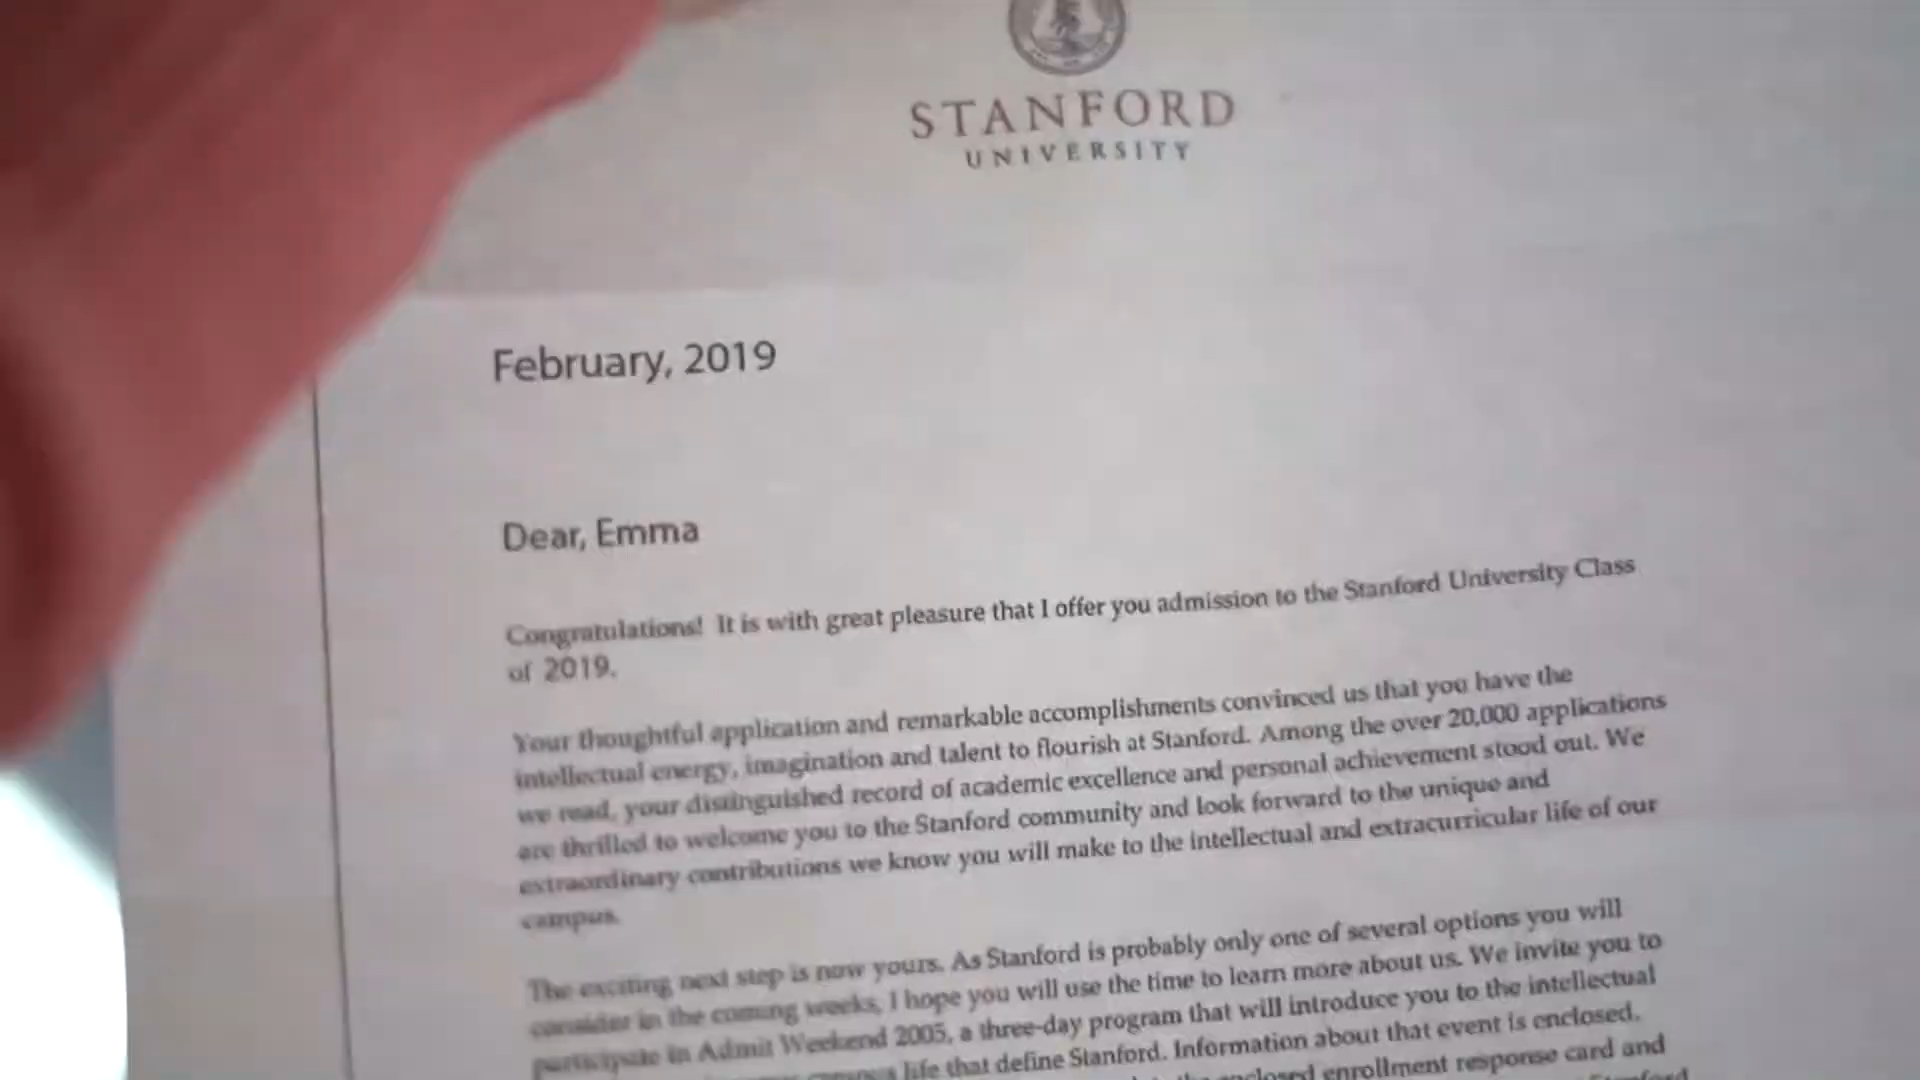 STANFORD
UNIVERSITY
February, 2019
Dear, Emma
Congratulations! It is with great pleasure that I offer you admission to the Stanford University Class
of 2019.
Your thoughtful application and remarkable accomplishments convinced us that you have the
intellectual energy, imagination and talent to flourish at Stanford. Among the over 20,000 applications
we read, your distinguished record of academic excellence and personal achievement stood out. We
are thrilled to welcome you to the Stanford community and look forward to the unique and
extraordinary contributions we know you will make to the intellectual and extracurricular life of our
campus.
The exciting next step is now yours. As Stanford is probably only one of several options you will
consider in the coming weeks, I hope you will use the time to learn more about us. We invite you to
participate in Admit Weekend 2005, a three-day program that will introduce you to the intellectual
life that define Stanford. Information about that event is enclosed.
enclosed enrollment response card and
Stanford